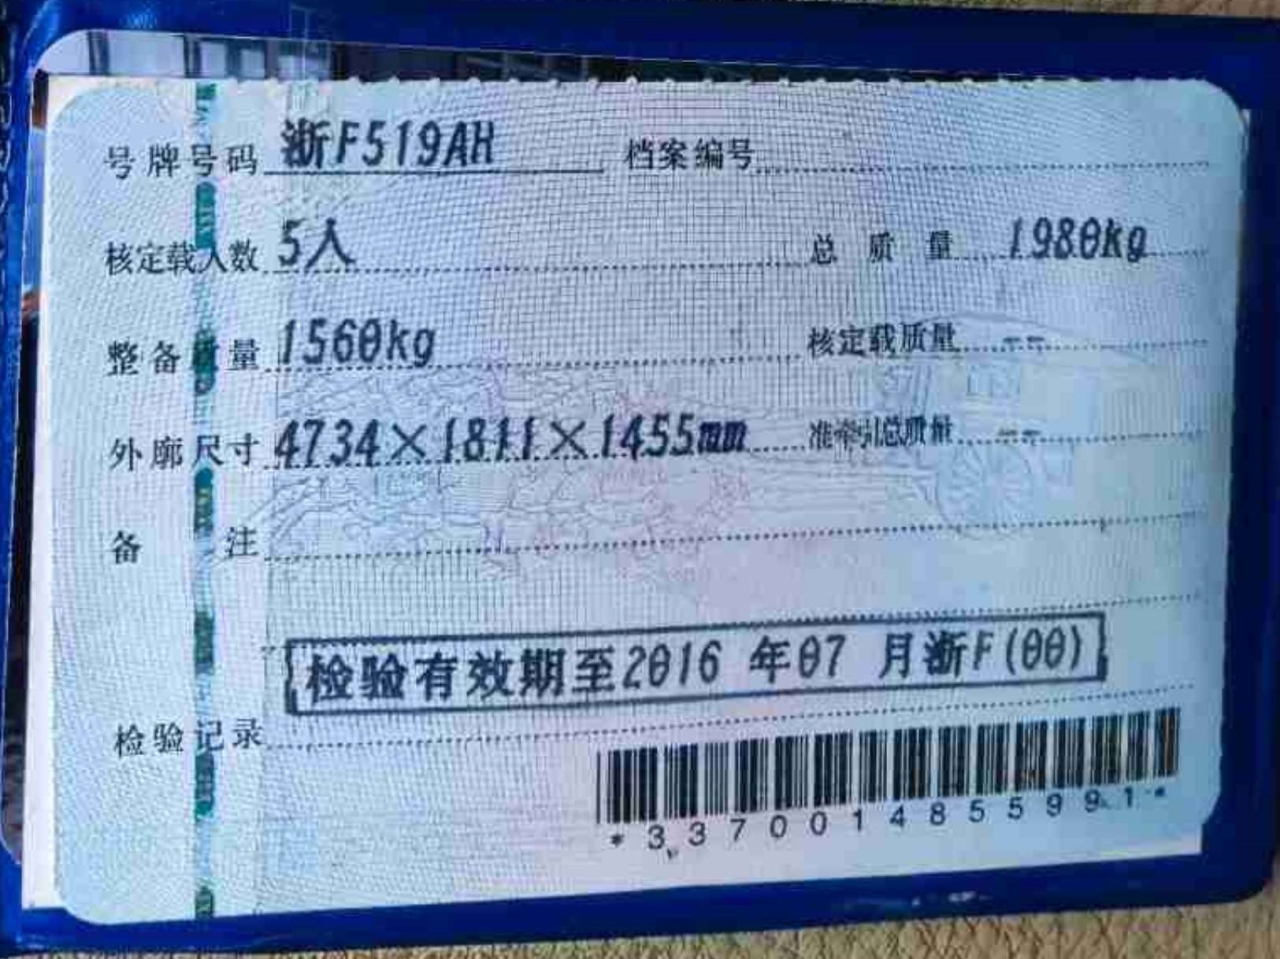 号牌号码 浙F519AH 档案编号
核定载人数 5人 总质量 1980kg
整备质量 1560kg 核定载质量 --
外廓尺寸 4734×1811×1455mm 准牵引总质量 --
备注
检验有效期至2016 年07 月浙F(00)
检验记录
*3370014855991*